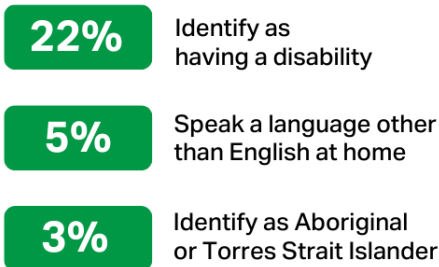 22%
Identify as
having a disability
5%
Speak a language other
than English at home
3%
Identify as Aboriginal
or Torres Strait Islander